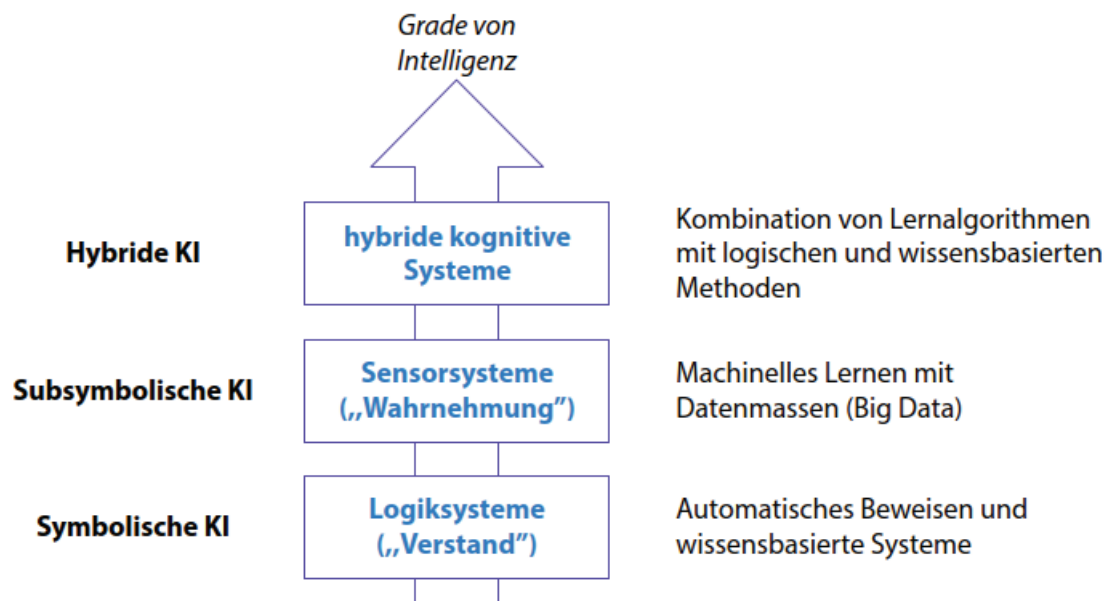 Grade von
Intelligenz
Hybride KI
hybride kognitive
Systeme
Kombination von Lernalgorithmen
mit logischen und wissensbasierten
Methoden
Subsymbolische KI
Sensorsysteme
(,,Wahrnehmung”)
Machinelles Lernen mit
Datenmassen (Big Data)
Symbolische KI
Logiksysteme
(,,Verstand”)
Automatisches Beweisen und
wissensbasierte Systeme